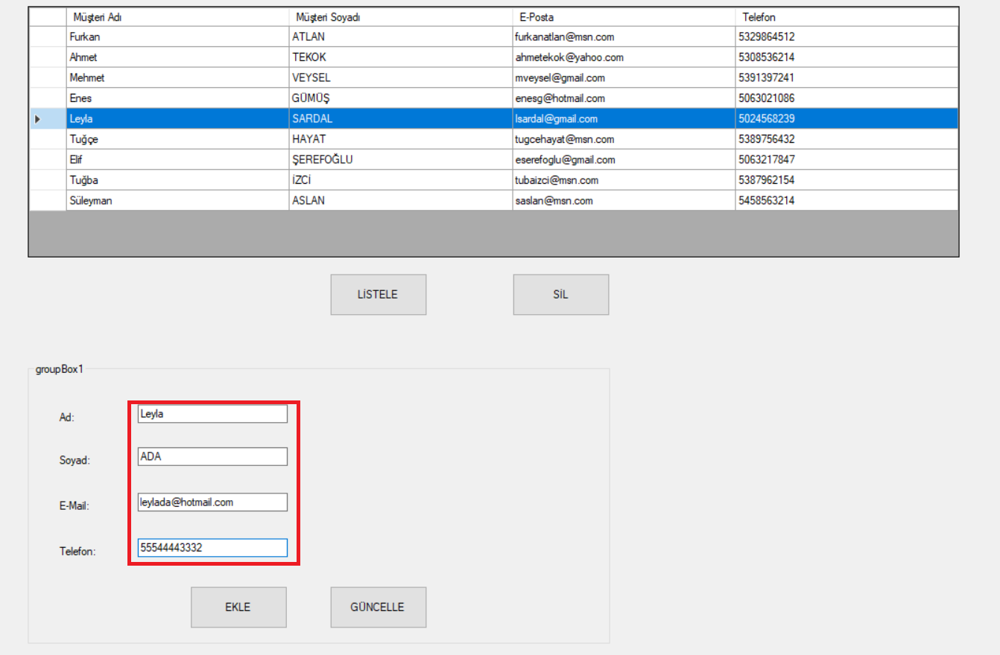 Müşteri Adı Müşteri Soyadı E-Posta Telefon
Furkan ATLAN furkanatlan@msn.com 5329864512
Ahmet TEKOK ahmetekok@yahoo.com 5308536214
Mehmet VEYSEL mveysel@gmail.com 5391397241
Enes GÜMÜŞ enesg@hotmail.com 5063021086
Leyla SARDAL lsardal@gmail.com 5024568239
Tuğçe HAYAT tugcehayat@msn.com 5389756432
Elif ŞEREFOĞLU eserefoglu@gmail.com 5063217847
Tuğba İZCİ tubaizci@msn.com 5387962154
Süleyman ASLAN saslan@msn.com 5458563214
LİSTELE SİL
groupBox1
Ad: Leyla
Soyad: ADA
E-Mail: leylada@hotmail.com
Telefon: 55544443332
EKLE GÜNCELLE